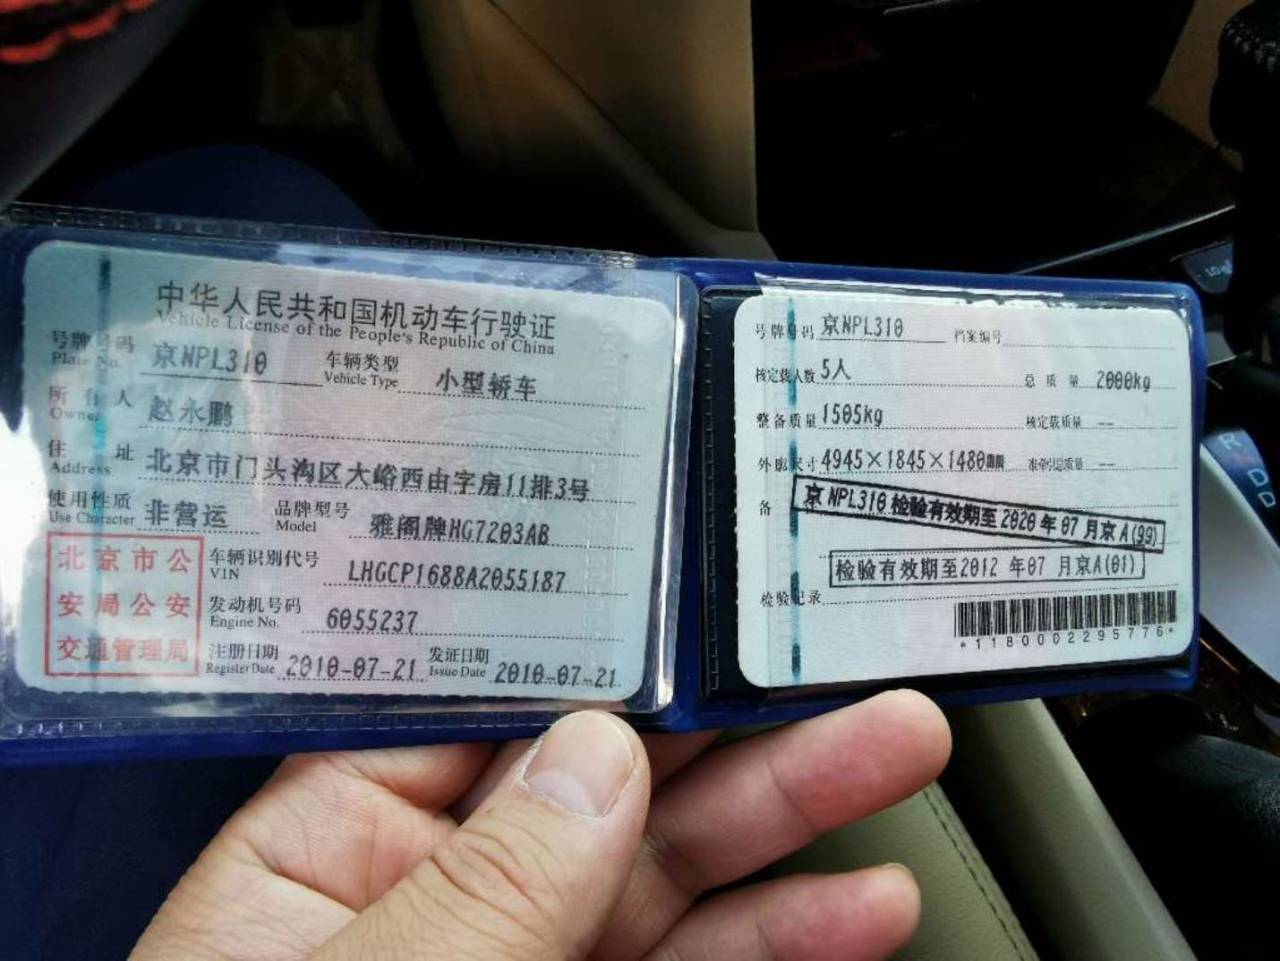 中华人民共和国机动车行驶证
Vehicle License of the People's Republic of China
号牌号码 京NPL310 车辆类型 小型轿车
Plate No. Vehicle Type
所有人 赵永鹏
Owner
住址 北京市门头沟区大峪西由字房11排3号
Address
使用性质 非营运 品牌型号 雅阁牌HG7203AB
Use Character Model
北京市公安局公安交通管理局
车辆识别代号 LHGCP1688A2055187
VIN
发动机号码 6055237
Engine No.
注册日期 2010-07-21 发证日期 2010-07-21
Register Date Issue Date
号牌号码 京NPL310 档案编号
核定载人数 5人 总质量 2000kg
整备质量 1505kg 核定载质量 --
外廓尺寸 4945×1845×1480mm 准牵引总质量 --
备
京NPL310检验有效期至2020年07月京A(99)
检验有效期至2012年07月京A(01)
检验记录
*1180002295776*
R
D
D